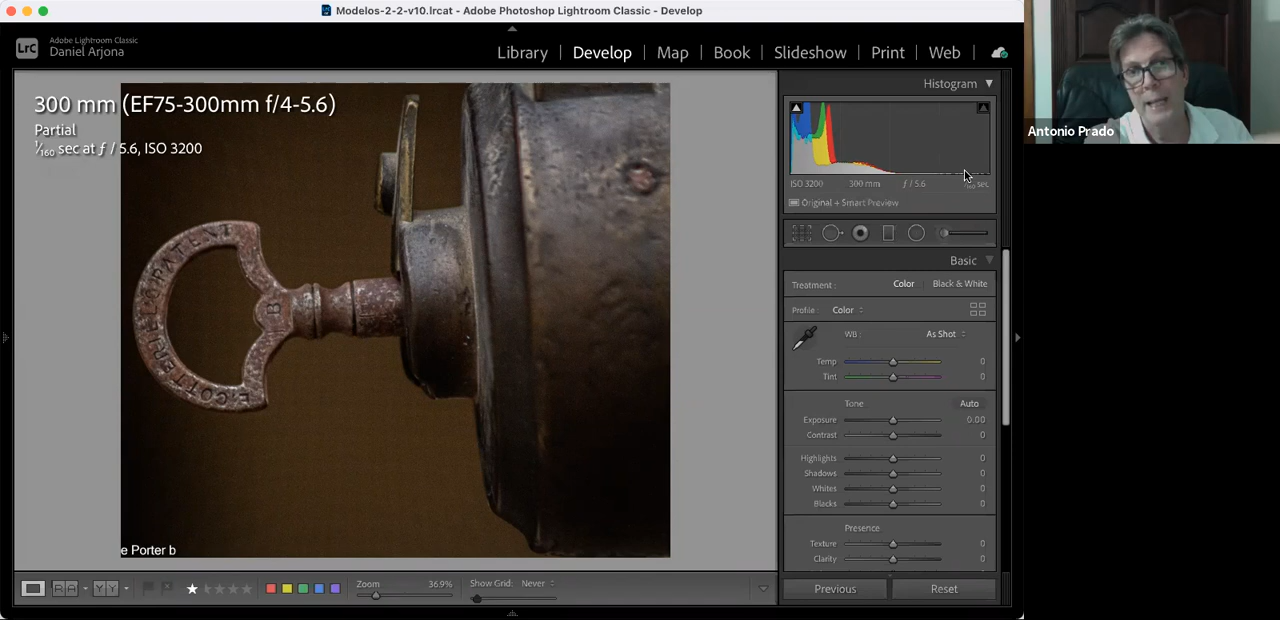 Modelos-2-2-v10.lrcat - Adobe Photoshop Lightroom Classic - Develop
LrC
Adobe Lightroom Classic
Daniel Arjona
Library | Develop | Map | Book | Slideshow | Print | Web
300 mm (EF75-300mm f/4-5.6)
Partial
1/160 sec at ƒ / 5.6, ISO 3200
PATENT
B
E.COTTERILL
e Porter b
Histogram
ISO 3200 300 mm ƒ / 5.6 sec
Original + Smart Preview
Basic
Treatment : Color | Black & White
Profile : Color
WB : As Shot
Temp 0
Tint 0
Tone Auto
Exposure 0.00
Contrast 0
Highlights 0
Shadows 0
Whites 0
Blacks 0
Presence
Texture 0
Clarity 0
R A Y Y Zoom 36.9% Show Grid: Never
Previous Reset
Antonio Prado